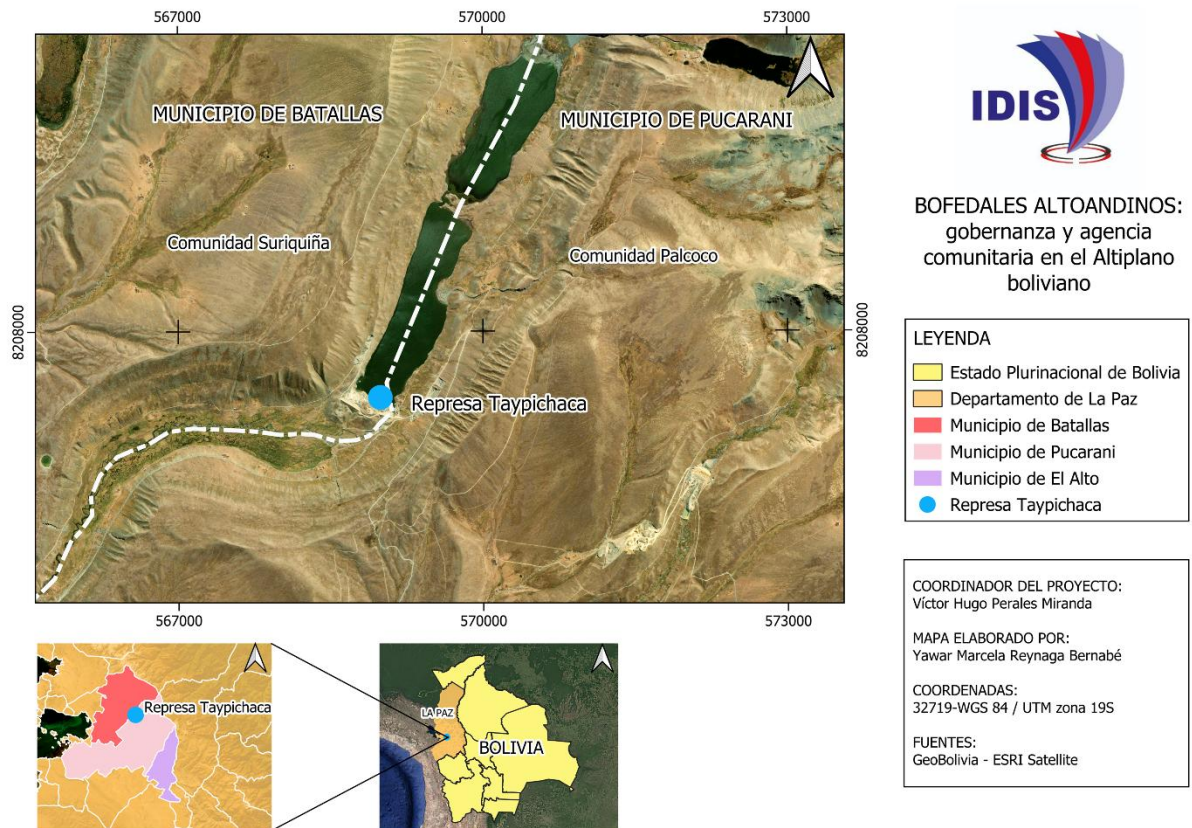 567000
570000
573000
MUNICIPIO DE BATALLAS
MUNICIPIO DE PUCARANI
Comunidad Suriquiña
Comunidad Palcoco
8208000
8208000
Represa Taypichaca
567000
570000
573000
Represa Taypichaca
LA PAZ
BOLIVIA
IDIS
BOFEDALES ALTOANDINOS:
gobernanza y agencia
comunitaria en el Altiplano
boliviano
LEYENDA
Estado Plurinacional de Bolivia
Departamento de La Paz
Municipio de Batallas
Municipio de Pucarani
Municipio de El Alto
Represa Taypichaca
COORDINADOR DEL PROYECTO:
Víctor Hugo Perales Miranda
MAPA ELABORADO POR:
Yawar Marcela Reynaga Bernabé
COORDENADAS:
32719-WGS 84 / UTM zona 19S
FUENTES:
GeoBolivia - ESRI Satellite